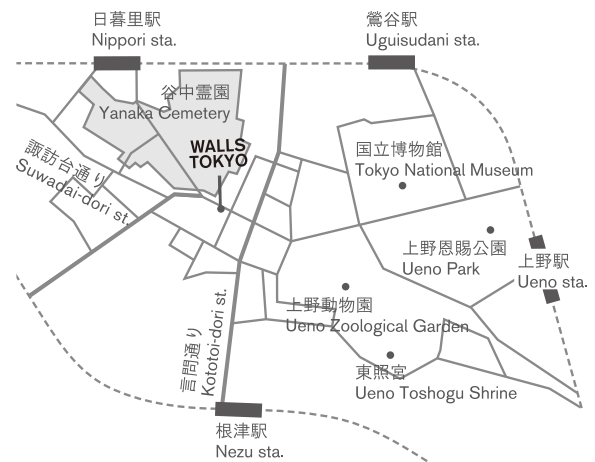 日暮里駅
Nippori sta.
鶯谷駅
Uguisudani sta.
谷中霊園
Yanaka Cemetery
WALLS
TOKYO
諏訪台通り
Suwadai-dori st.
国立博物館
Tokyo National Museum
上野恩賜公園
Ueno Park
上野駅
Ueno sta.
上野動物園
Ueno Zoological Garden
言問通り
Kototoi-dori st.
東照宮
Ueno Toshogu Shrine
根津駅
Nezu sta.